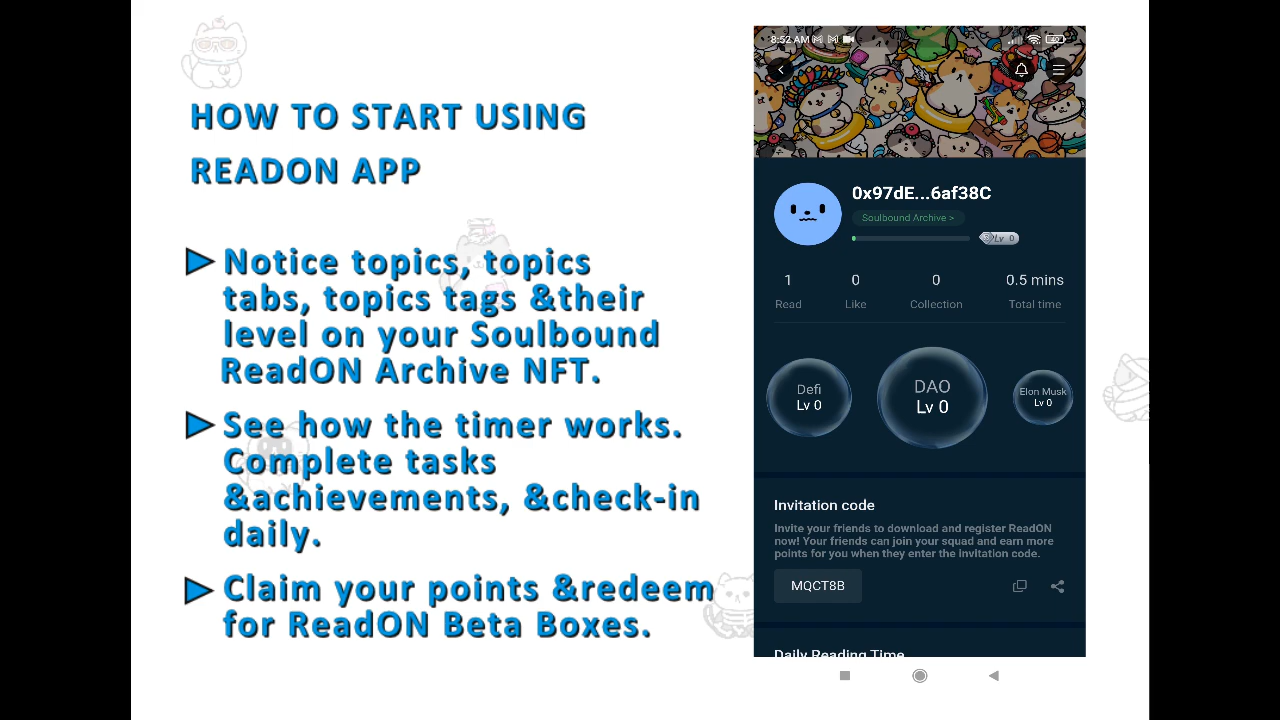 HOW TO START USING
READON APP
Notice topics, topics
tabs, topics tags &their
level on your Soulbound
ReadON Archive NFT.
See how the timer works.
Complete tasks
&achievements, &check-in
daily.
Claim your points &redeem
for ReadON Beta Boxes.
8:52 AM
0x97dE...6af38C
Soulbound Archive >
Lv 0
1 0 0 0.5 mins
Read Like Collection Total time
Defi
Lv 0
DAO
Lv 0
Elon Musk
Lv 0
Invitation code
Invite your friends to download and register ReadON
now! Your friends can join your squad and earn more
points for you when they enter the invitation code.
MQCT8B
Daily Reading Time